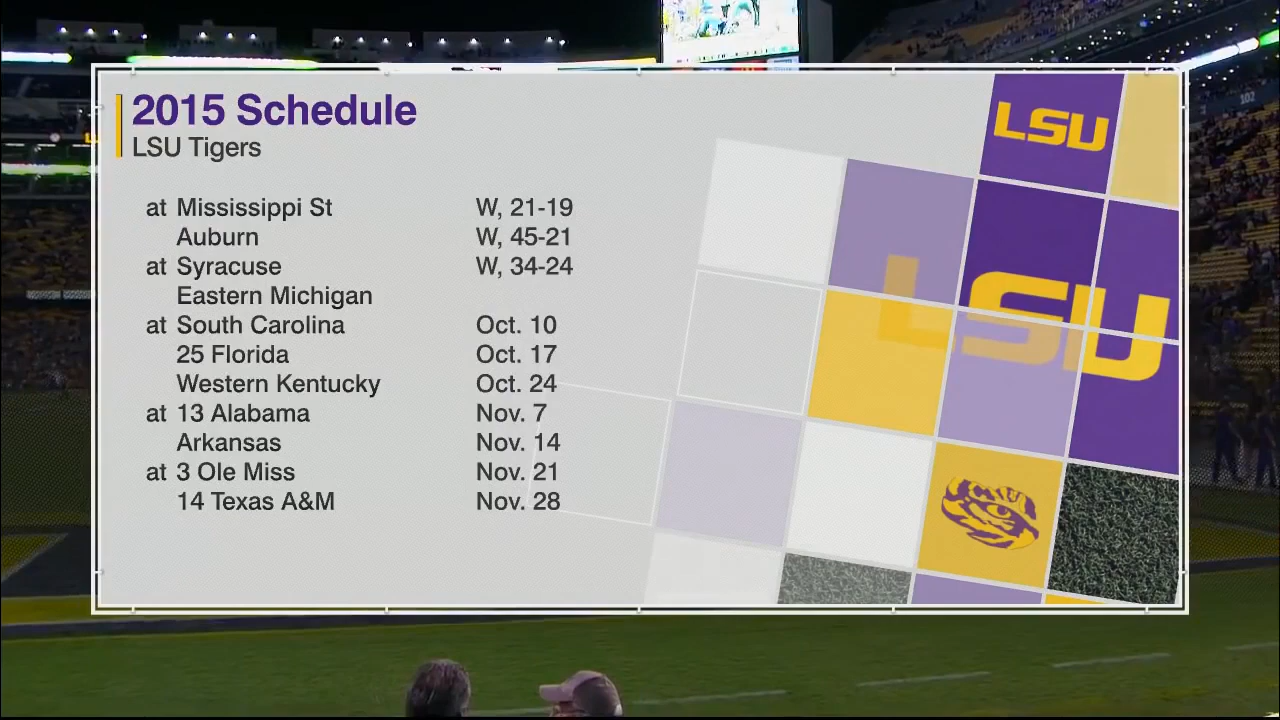 2015 Schedule
LSU Tigers
LSU
at Mississippi St W, 21-19
Auburn W, 45-21
at Syracuse W, 34-24
Eastern Michigan
at South Carolina Oct. 10
25 Florida Oct. 17
Western Kentucky Oct. 24
at 13 Alabama Nov. 7
Arkansas Nov. 14
at 3 Ole Miss Nov. 21
14 Texas A&M Nov. 28
LSU
102